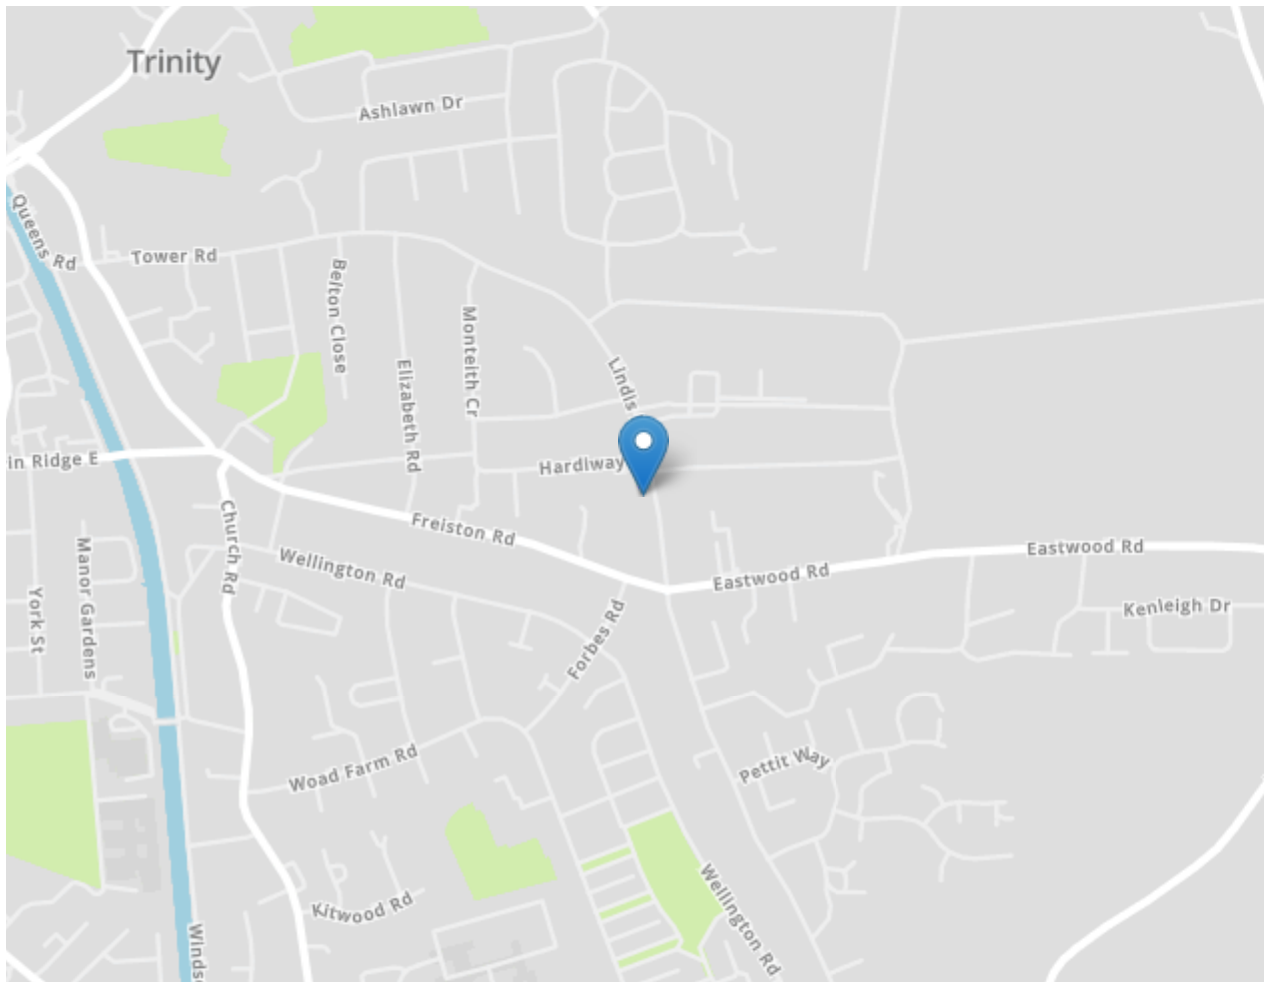 Trinity
Ashlawn Dr
Queens Rd
Tower Rd
Belton Close
Monteith Cr
Elizabeth Rd
Lindis
in Ridge E
Hardiway
Church Rd
Freiston Rd
Wellington Rd
Eastwood Rd
Eastwood Rd
Manor Gardens
York St
Forbes Rd
Kenleigh Dr
Woad Farm Rd
Pettit Way
Kitwood Rd
Wellington Rd
Winds